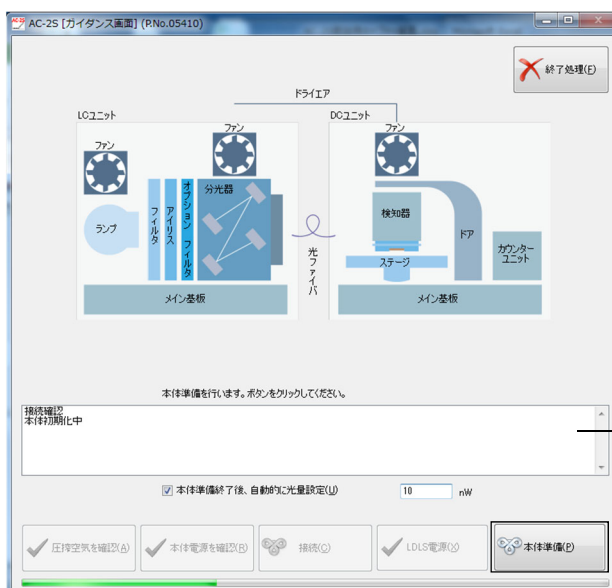 AC-2S [ガイダンス画面] (P.No.05410)
終了処理(F)
ドライエア
LCユニット
DCユニット
ファン
ファン
ファン
ランプ
フィルタ
アイリス
オプション フィルタ
分光器
光ファイバ
検知器
ステージ
ドア
カウンター
ユニット
メイン基板
メイン基板
本体準備を行います。ボタンをクリックしてください。
接続確認
本体初期化中
本体準備終了後、自動的に光量設定(U)
10
nW
圧搾空気を確認(A)
本体電源を確認(R)
接続(C)
LDLS電源(X)
本体準備(P)